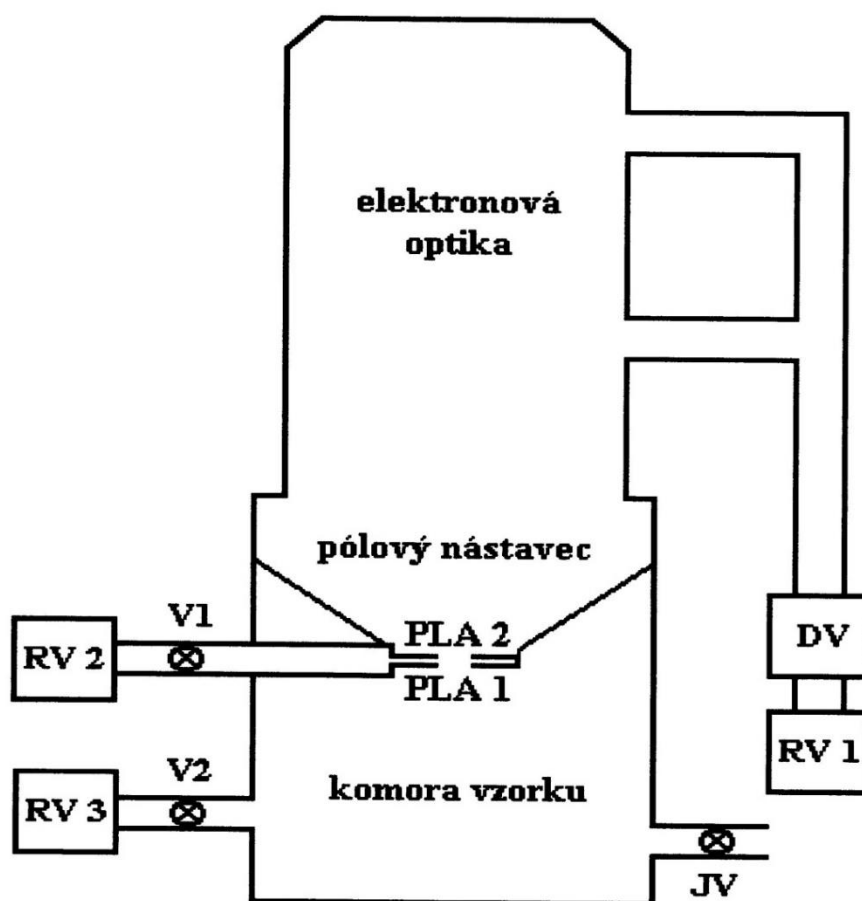 elektronová
optika
pólový nástavec
V1
PLA 2
RV 2
DV
PLA 1
RV 1
V2
komora vzorku
RV 3
JV